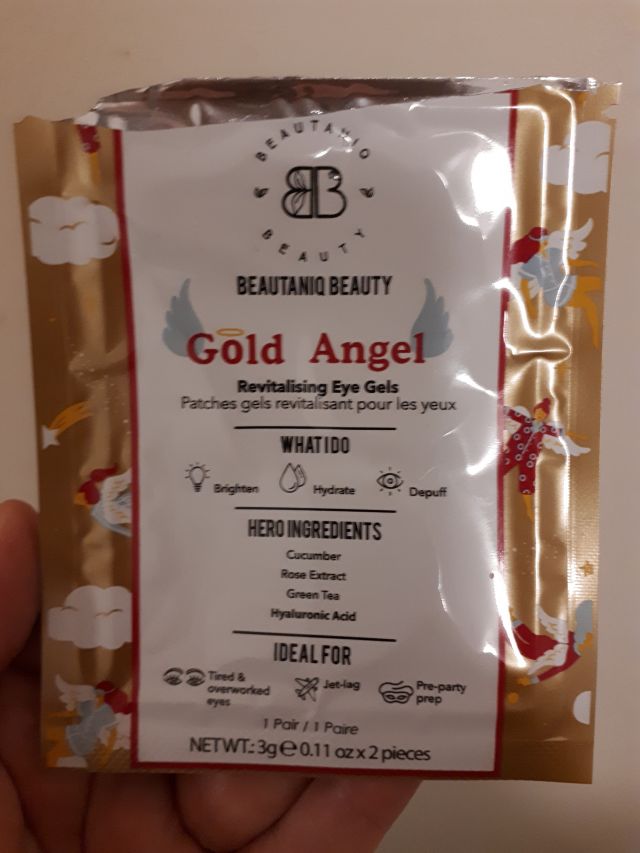 BEAUTANIQ
BB
BEAUTY
BEAUTANIQ BEAUTY
Gold Angel
Revitalising Eye Gels
Patches gels revitalisant pour les yeux
WHAT I DO
Brighten
Hydrate
Depuff
HERO INGREDIENTS
Cucumber
Rose Extract
Green Tea
Hyaluronic Acid
IDEAL FOR
Tired &
overworked
eyes
Jet-lag
Pre-party
prep
1 Pair / 1 Paire
NET WT.: 3g ℮ 0.11 oz x 2 pieces